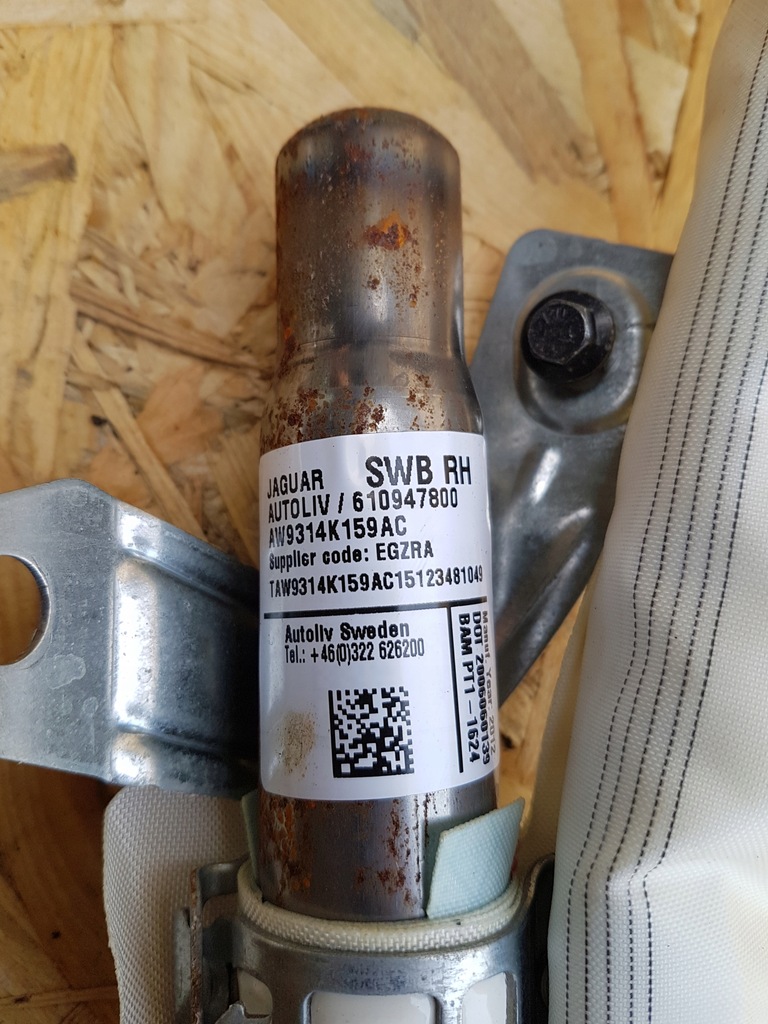 JAGUAR SWB RH
AUTOLIV / 610947800
AW9314K159AC
Supplier code: EGZRA
TAW9314K159AC15123481049
Autoliv Sweden
Tel.: +46(0)322 626200
Manuf Year 2012
DOT 2006060139
BAM PT1 - 1624